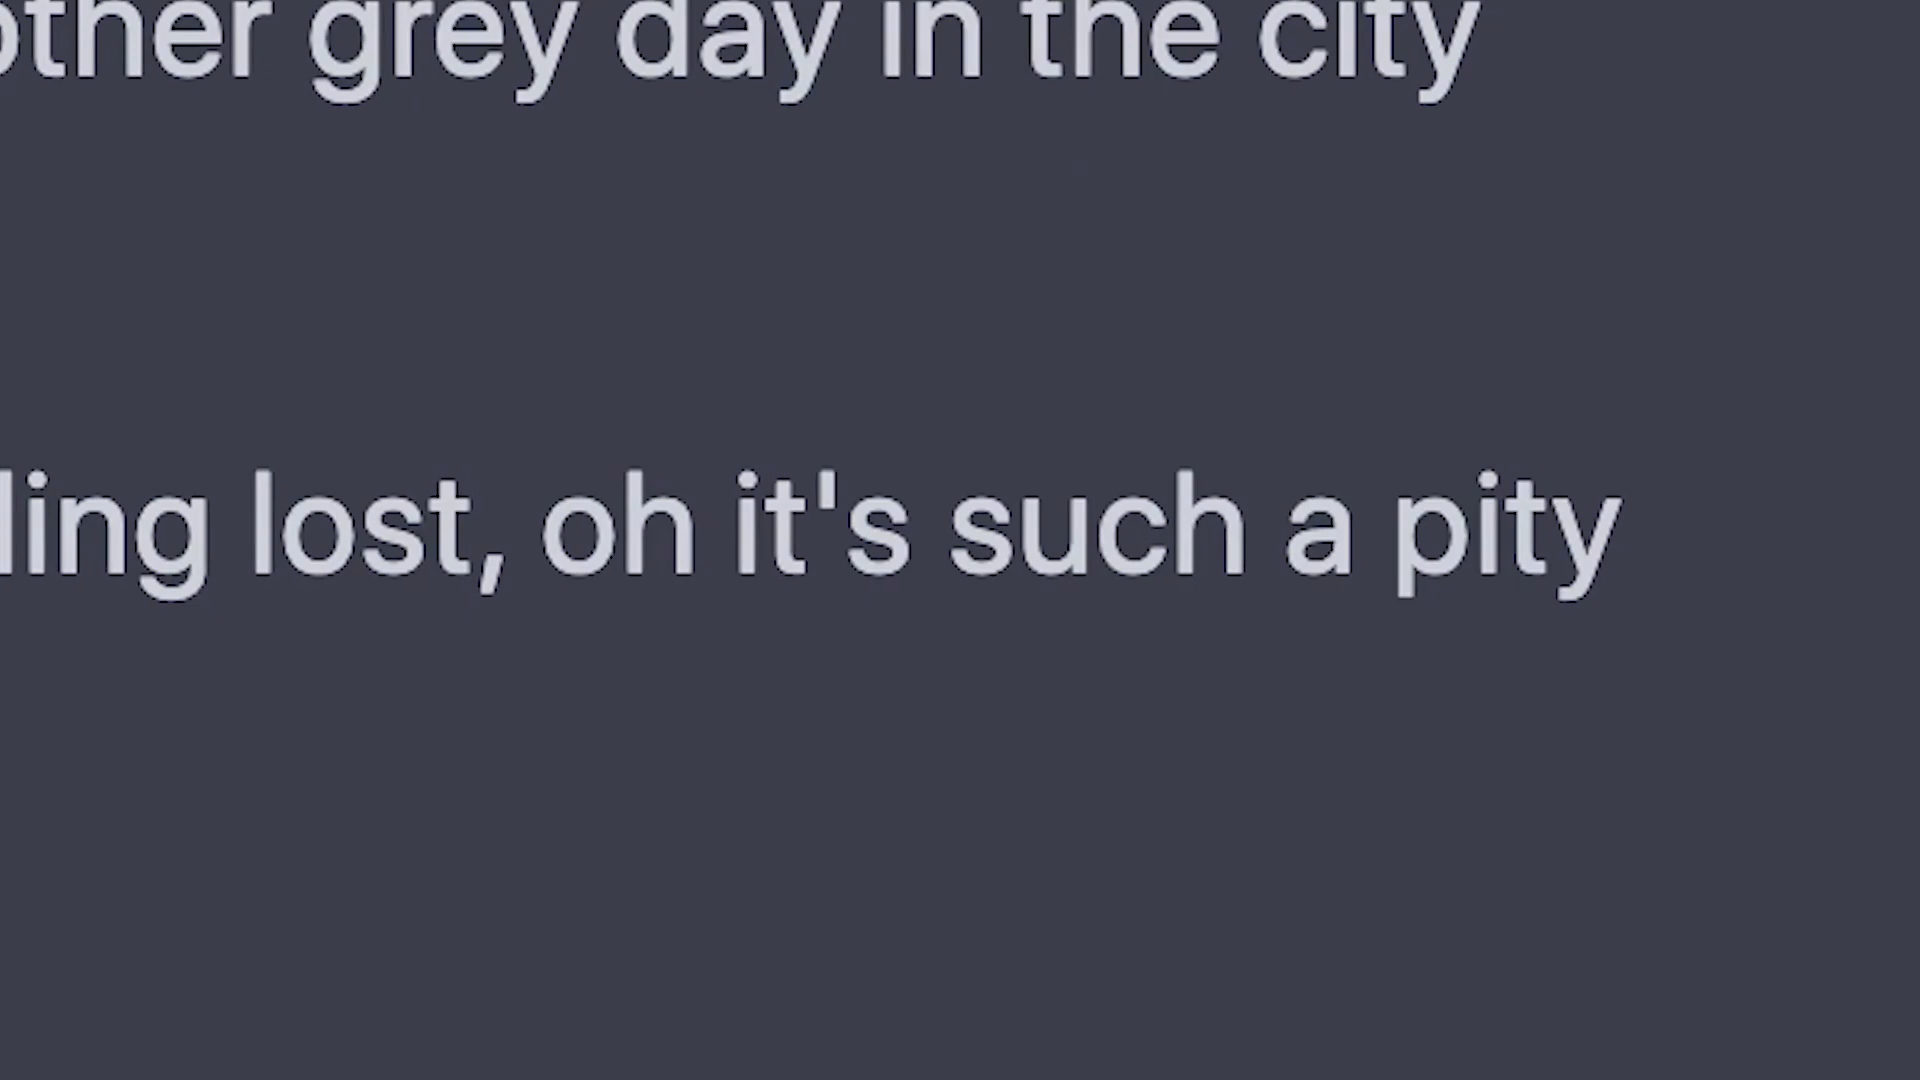 other grey day in the city
ling lost, oh it's such a pity